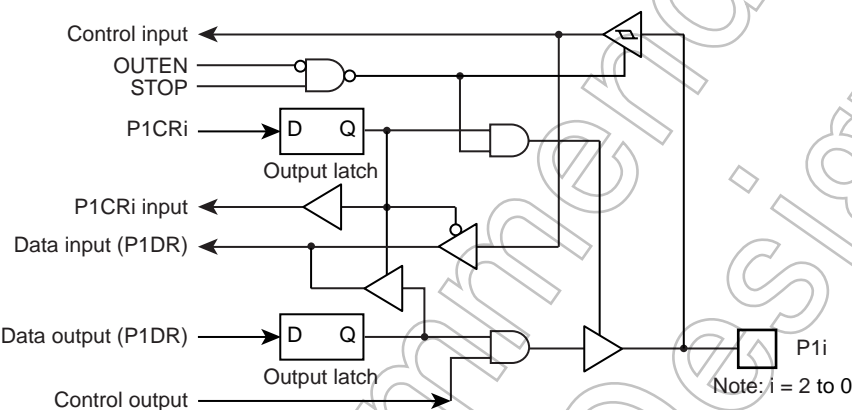 Control input
OUTEN
STOP
P1CRi
D Q
Output latch
P1CRi input
Data input (P1DR)
Data output (P1DR)
D Q
Output latch
Control output
P1i
Note: i = 2 to 0